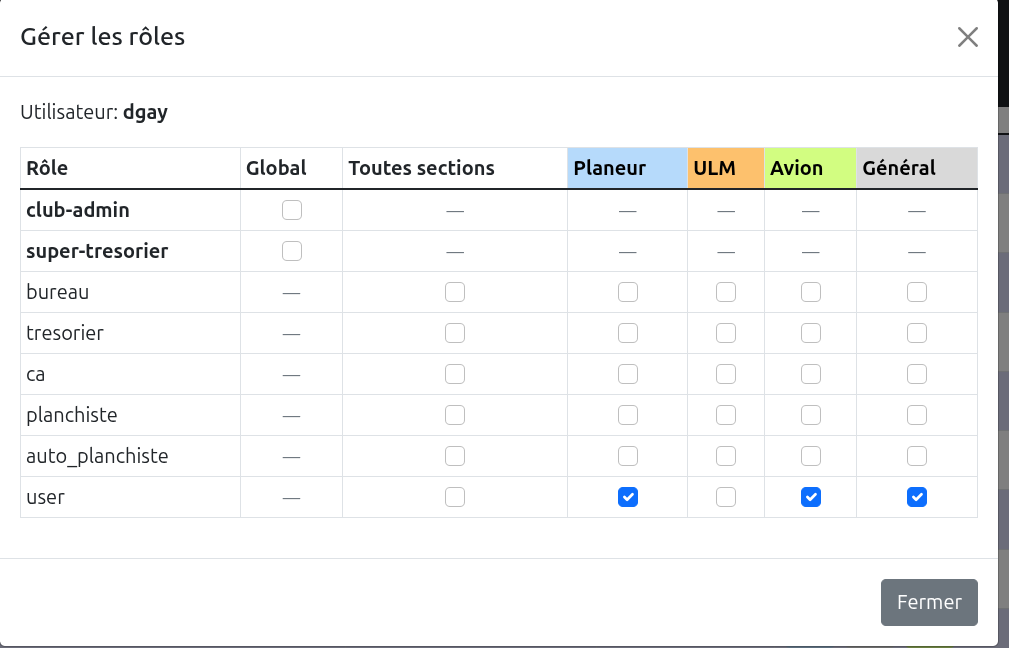 Gérer les rôles
Utilisateur: dgay
Rôle Global Toutes sections Planeur ULM Avion Général
club-admin — — — — —
super-tresorier — — — — —
bureau —
tresorier —
ca —
planchiste —
auto_planchiste —
user —
Fermer